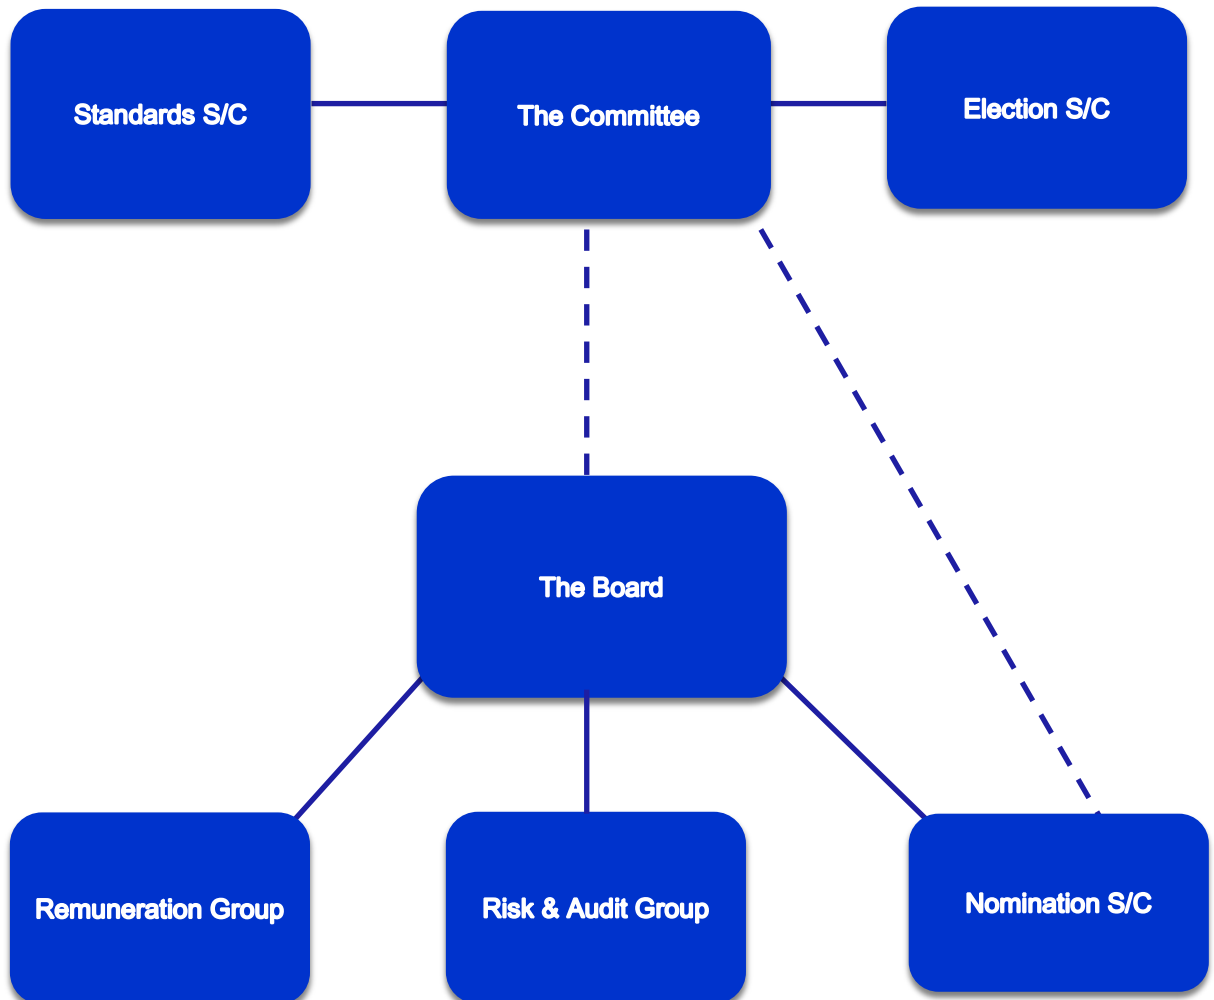 Standards S/C
The Committee
Election S/C
The Board
Remuneration Group
Risk & Audit Group
Nomination S/C